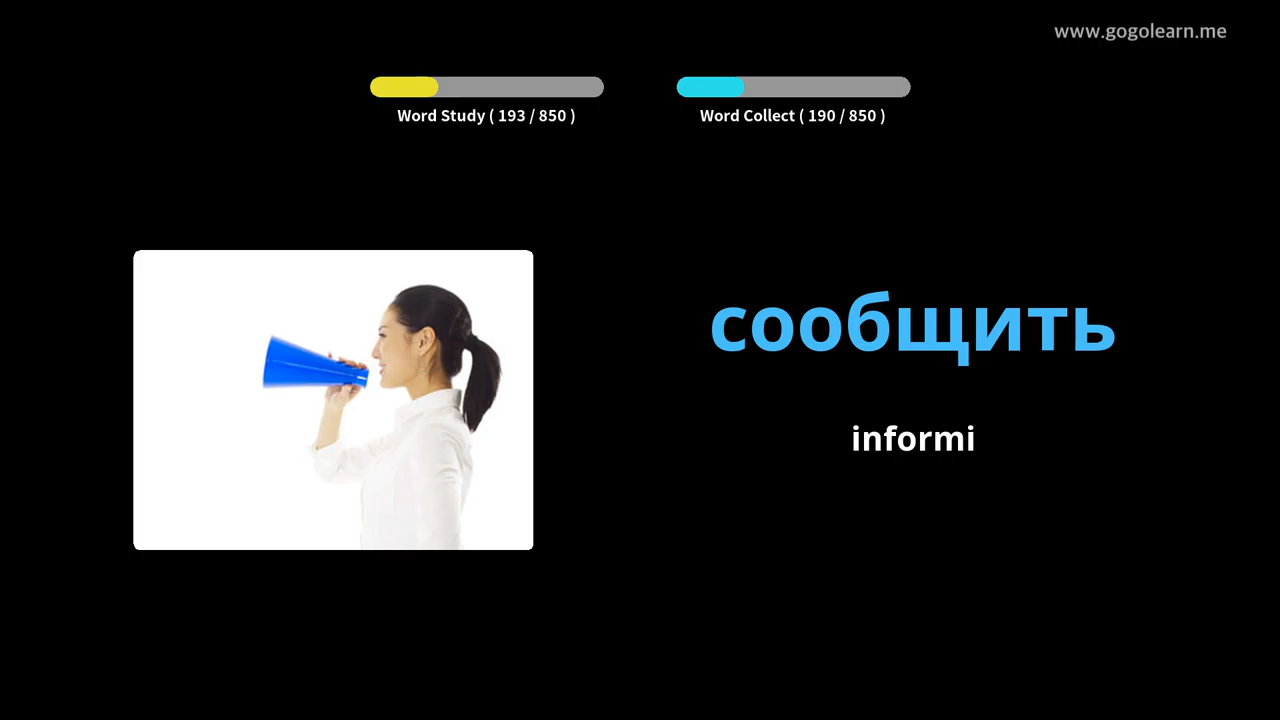 www.gogolearn.me
Word Study ( 193 / 850 )
Word Collect ( 190 / 850 )
сообщить
informi